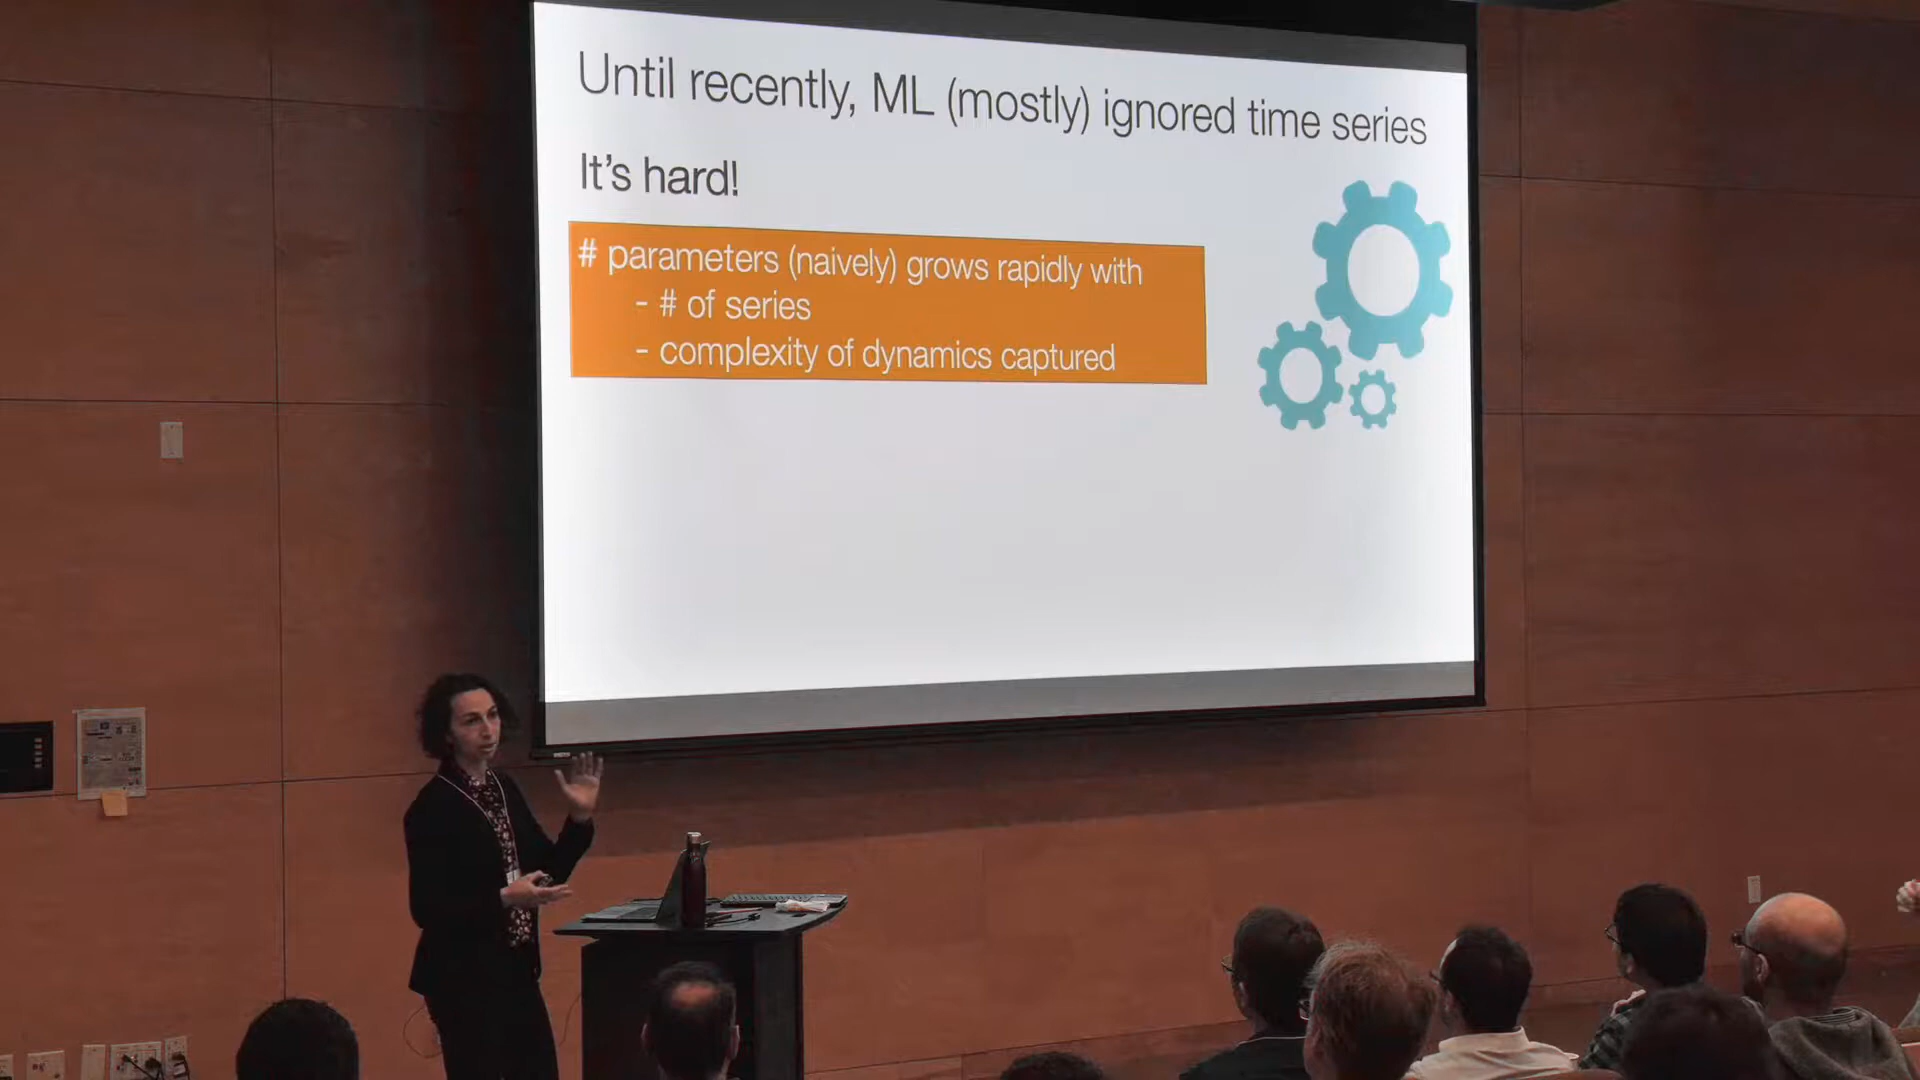 Until recently, ML (mostly) ignored time series
It's hard!
# parameters (naively) grows rapidly with
- # of series
- complexity of dynamics captured